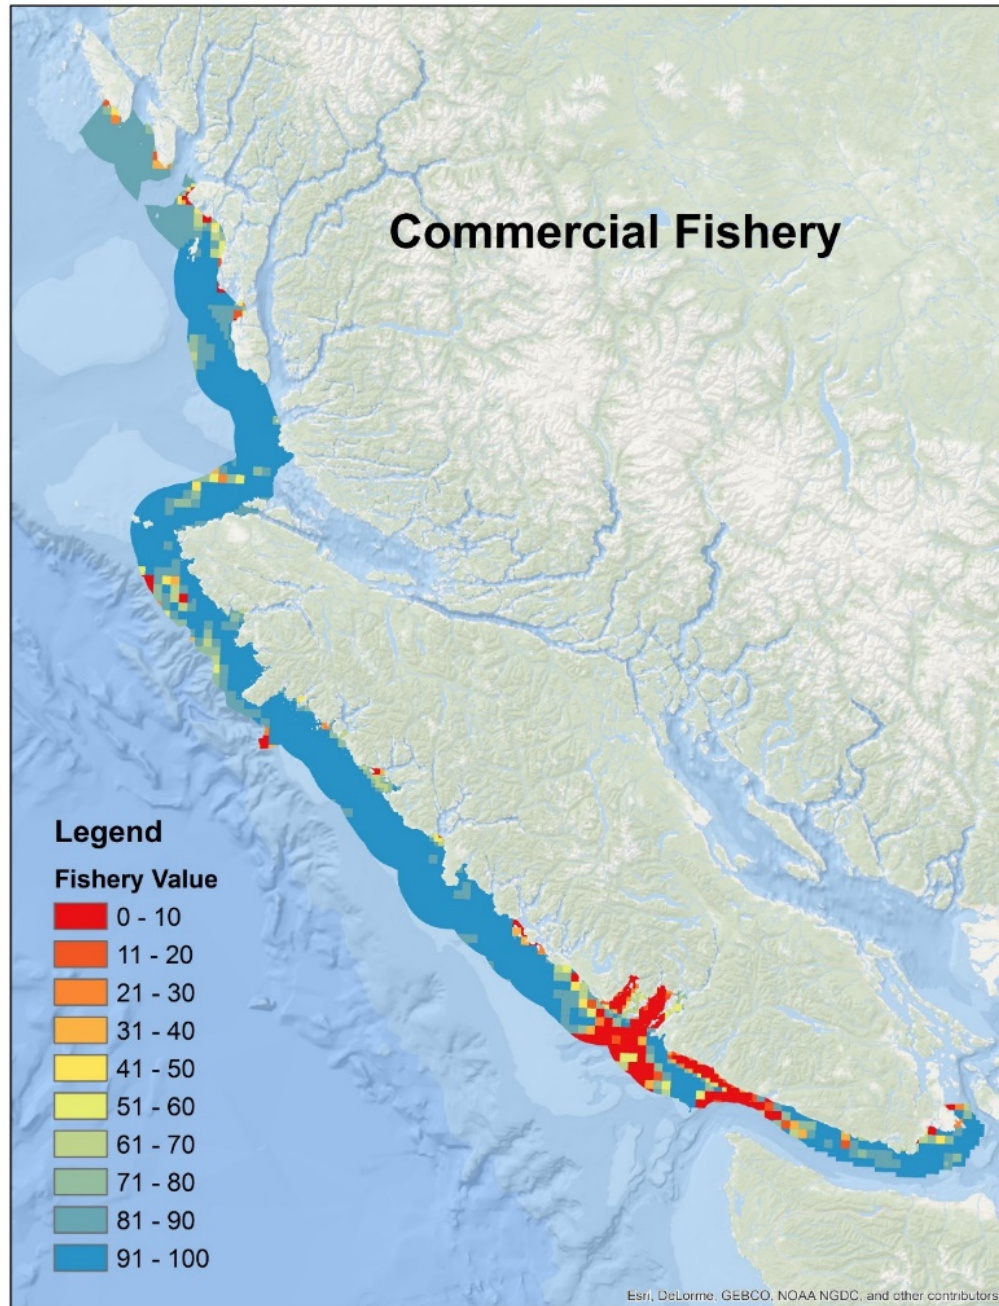 Commercial Fishery
Legend
Fishery Value
0 - 10
11 - 20
21 - 30
31 - 40
41 - 50
51 - 60
61 - 70
71 - 80
81 - 90
91 - 100
Esri, DeLorme, GEBCO, NOAA NGDC, and other contributors